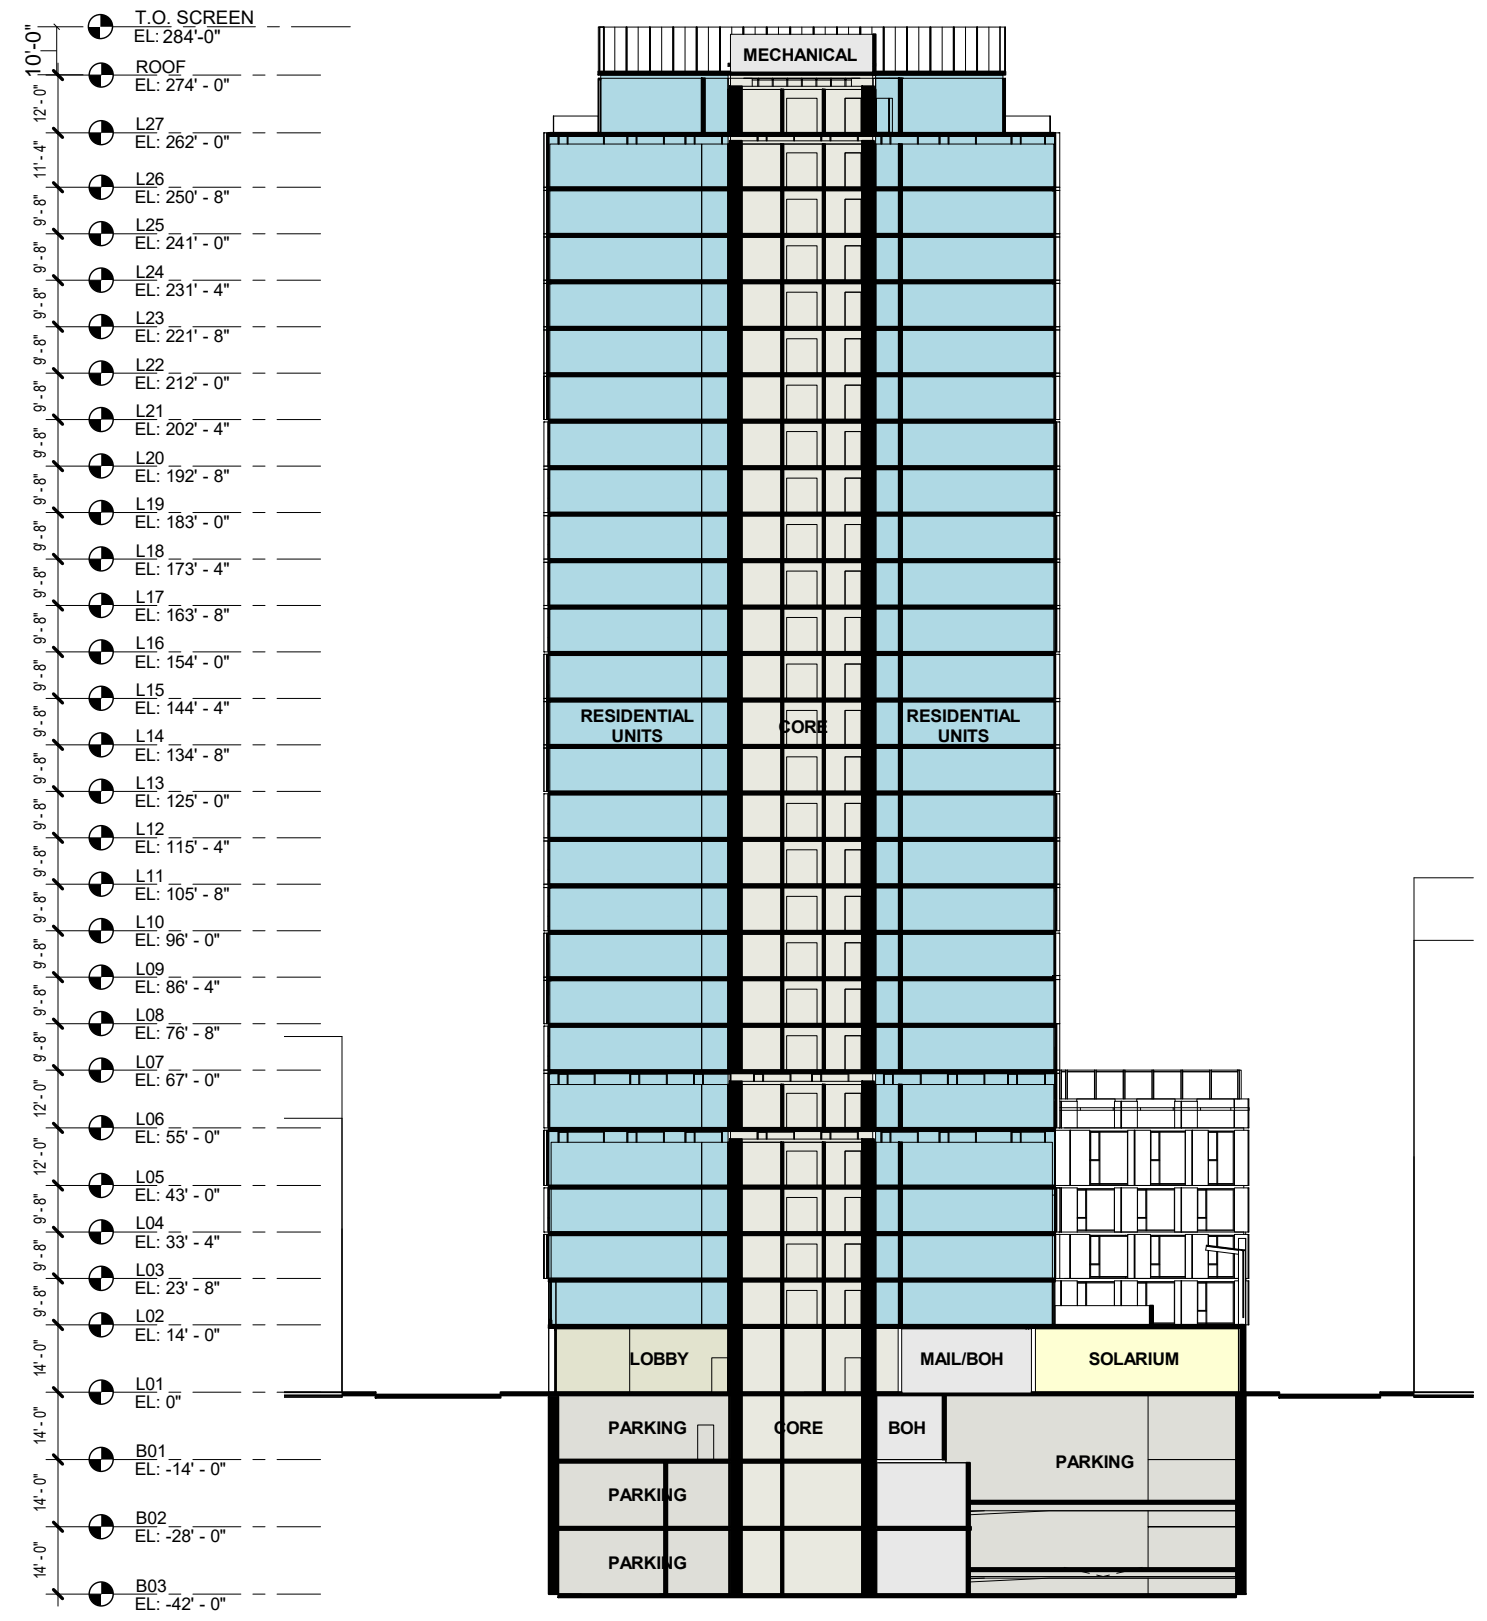 T.O. SCREEN
EL: 284'-0"
10'-0"
ROOF
EL: 274' - 0"
12' - 0"
L27
EL: 262' - 0"
11' - 4"
L26
EL: 250' - 8"
9' - 8"
L25
EL: 241' - 0"
9' - 8"
L24
EL: 231' - 4"
9' - 8"
L23
EL: 221' - 8"
9' - 8"
L22
EL: 212' - 0"
9' - 8"
L21
EL: 202' - 4"
9' - 8"
L20
EL: 192' - 8"
9' - 8"
L19
EL: 183' - 0"
9' - 8"
L18
EL: 173' - 4"
9' - 8"
L17
EL: 163' - 8"
9' - 8"
L16
EL: 154' - 0"
9' - 8"
L15
EL: 144' - 4"
9' - 8"
L14
EL: 134' - 8"
9' - 8"
L13
EL: 125' - 0"
9' - 8"
L12
EL: 115' - 4"
9' - 8"
L11
EL: 105' - 8"
9' - 8"
L10
EL: 96' - 0"
9' - 8"
L09
EL: 86' - 4"
9' - 8"
L08
EL: 76' - 8"
9' - 8"
L07
EL: 67' - 0"
12' - 0"
L06
EL: 55' - 0"
12' - 0"
L05
EL: 43' - 0"
9' - 8"
L04
EL: 33' - 4"
9' - 8"
L03
EL: 23' - 8"
9' - 8"
L02
EL: 14' - 0"
14' - 0"
L01
EL: 0"
14' - 0"
B01
EL: -14' - 0"
14' - 0"
B02
EL: -28' - 0"
14' - 0"
B03
EL: -42' - 0"
MECHANICAL
RESIDENTIAL
UNITS
CORE
RESIDENTIAL
UNITS
LOBBY
MAIL/BOH
SOLARIUM
PARKING
CORE
BOH
PARKING
PARKING
PARKING